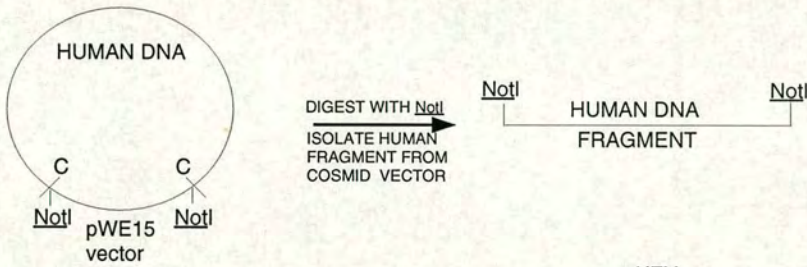 HUMAN DNA
C
C
NotI
NotI
pWE15
vector
DIGEST WITH NotI
ISOLATE HUMAN
FRAGMENT FROM
COSMID VECTOR
NotI
NotI
HUMAN DNA
FRAGMENT